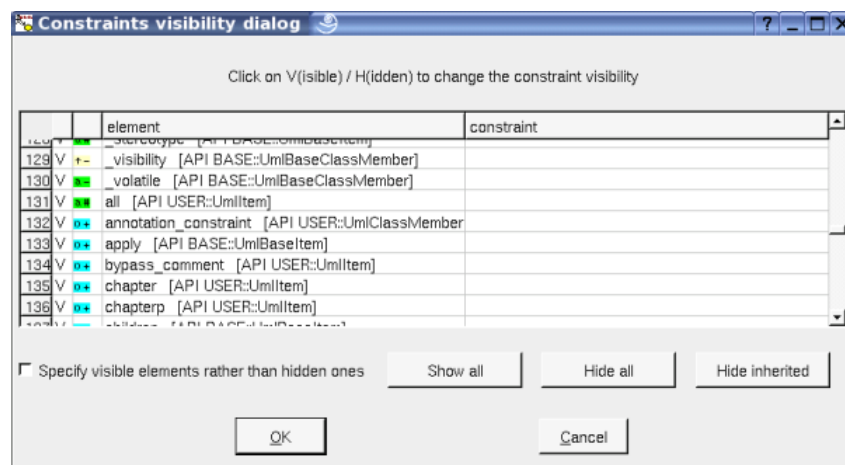 Constraints visibility dialog
Click on V(isible) / H(idden) to change the constraint visibility
element constraint
129 V _visibility [API BASE::UmlBaseClassMember]
130 V _volatile [API BASE::UmlBaseClassMember]
131 V all [API USER::UmlItem]
132 V annotation_constraint [API USER::UmlClassMember
133 V apply [API BASE::UmlBaseItem]
134 V bypass_comment [API USER::UmlItem]
135 V chapter [API USER::UmlItem]
136 V chapterp [API USER::UmlItem]
Specify visible elements rather than hidden ones Show all Hide all Hide inherited
OK Cancel